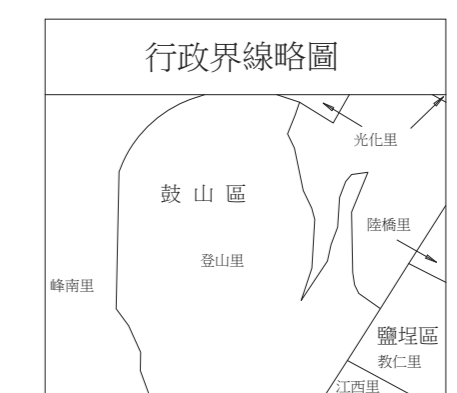 行政界線略圖
光化里
鼓山區
陸橋里
登山里
峰南里
鹽埕區
教仁里
江西里